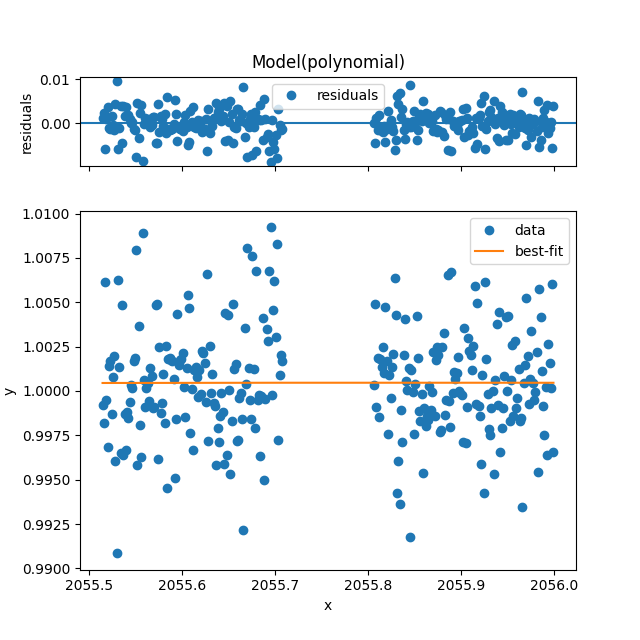 Model(polynomial)
0.01
0.00
residuals
residuals
1.0100
1.0075
1.0050
1.0025
1.0000
0.9975
0.9950
0.9925
0.9900
y
data
best-fit
2055.5 2055.6 2055.7 2055.8 2055.9 2056.0
x